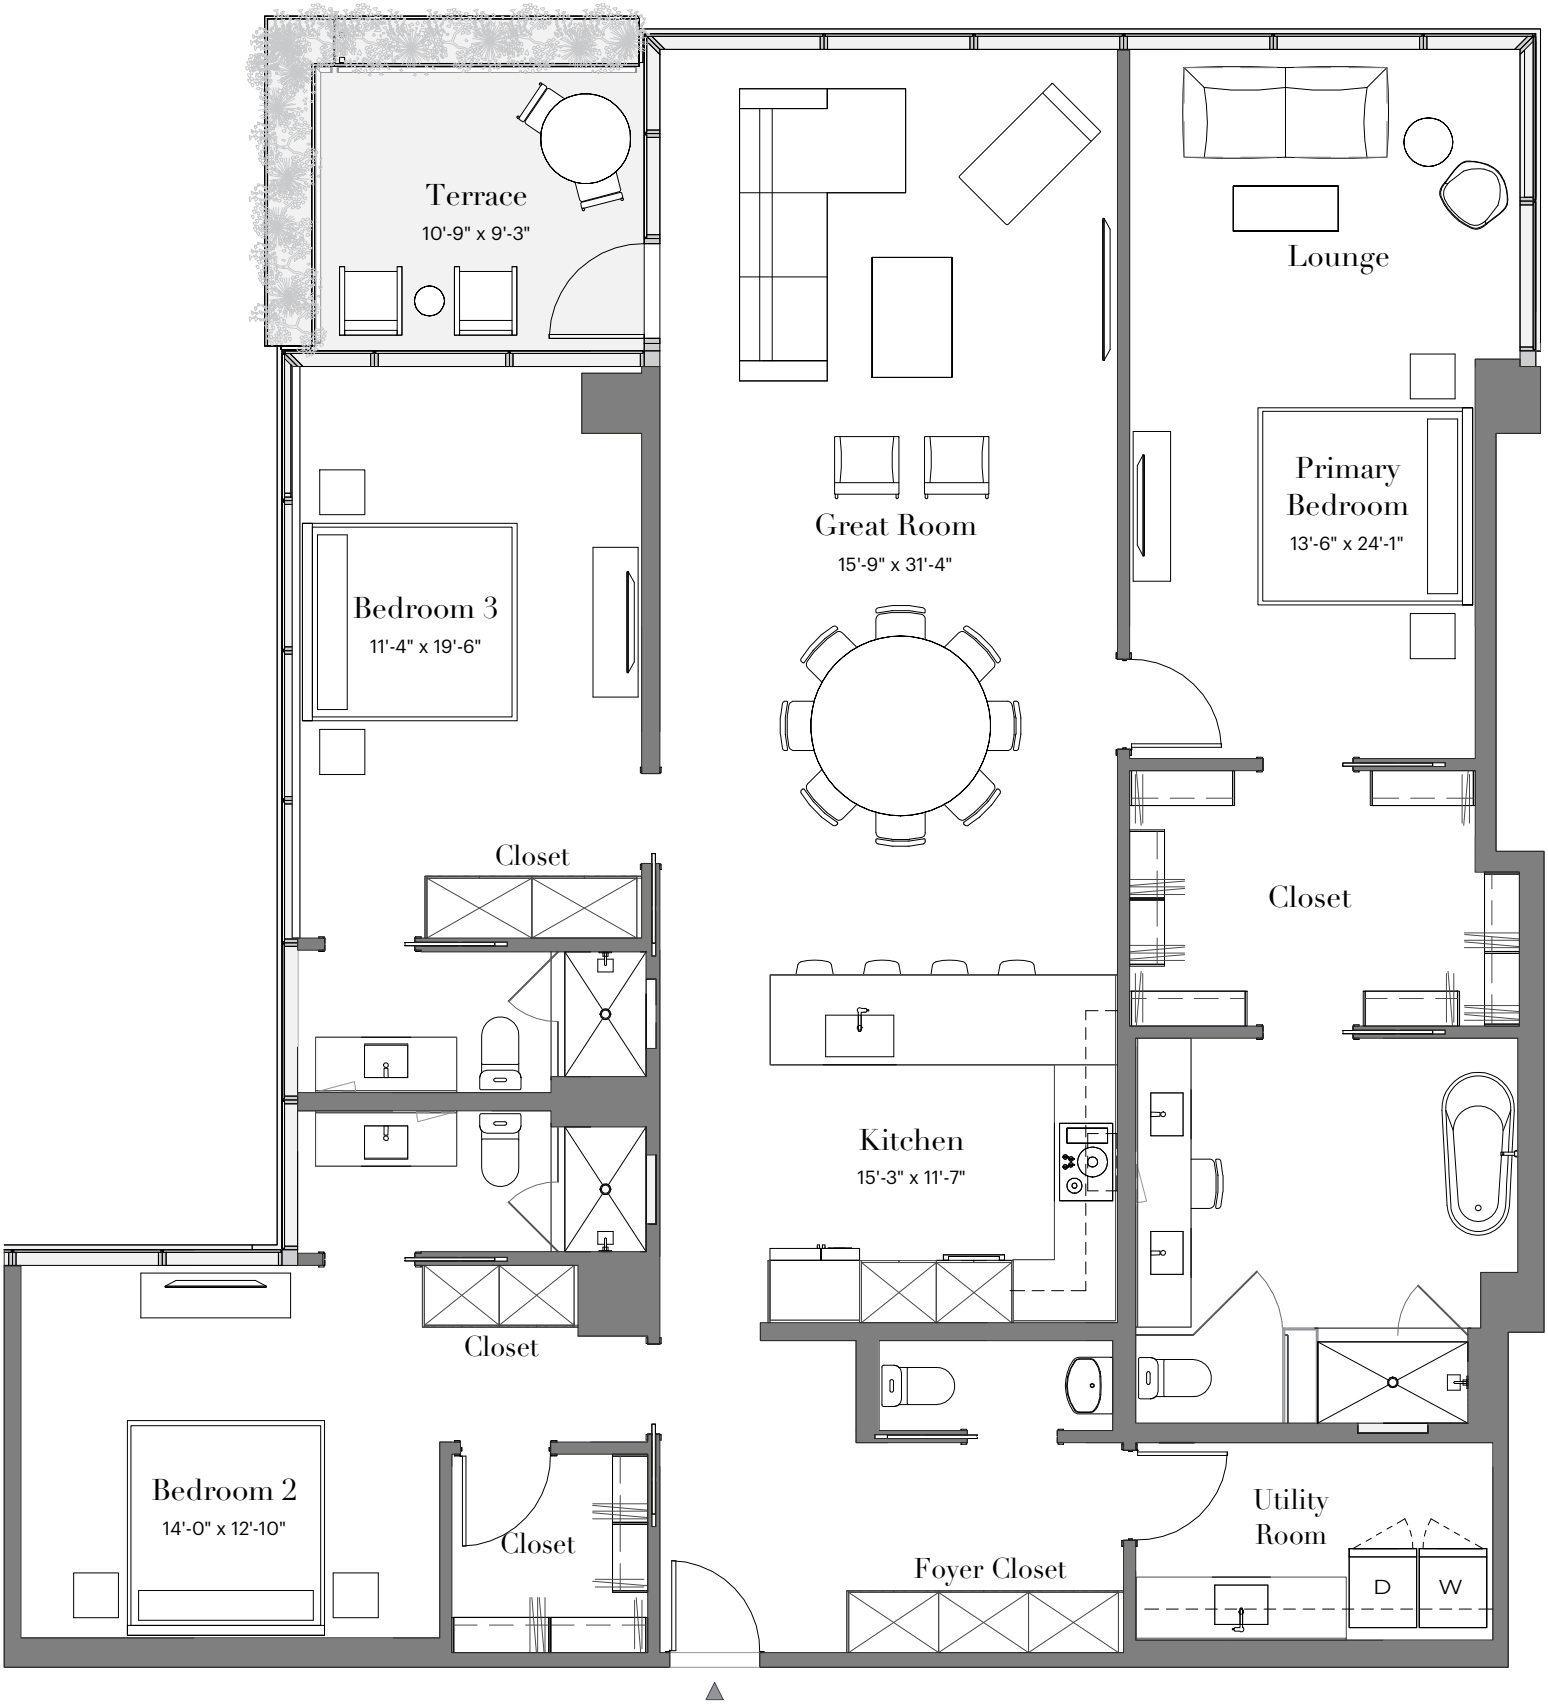 Terrace
10'-9" x 9'-3"
Lounge
Primary
Bedroom
13'-6" x 24'-1"
Great Room
15'-9" x 31'-4"
Bedroom 3
11'-4" x 19'-6"
Closet
Closet
Kitchen
15'-3" x 11'-7"
Closet
Bedroom 2
14'-0" x 12'-10"
Closet
Foyer Closet
Utility
Room
D
W